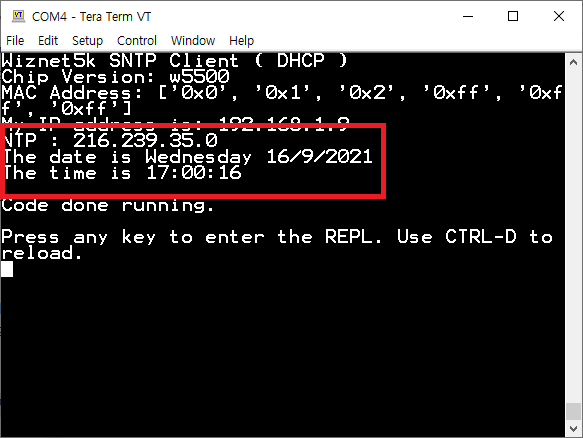 COM4 - Tera Term VT
File Edit Setup Control Window Help
Wiznet5k SNTP Client ( DHCP )
Chip Version: w5500
MAC Address: ['0x0', '0x1', '0x2', '0xff', '0xf
f', '0xff']
My IP address is: 192.168.1.9
NTP : 216.239.35.0
The date is Wednesday 16/9/2021
The time is 17:00:16
Code done running.
Press any key to enter the REPL. Use CTRL-D to
reload.